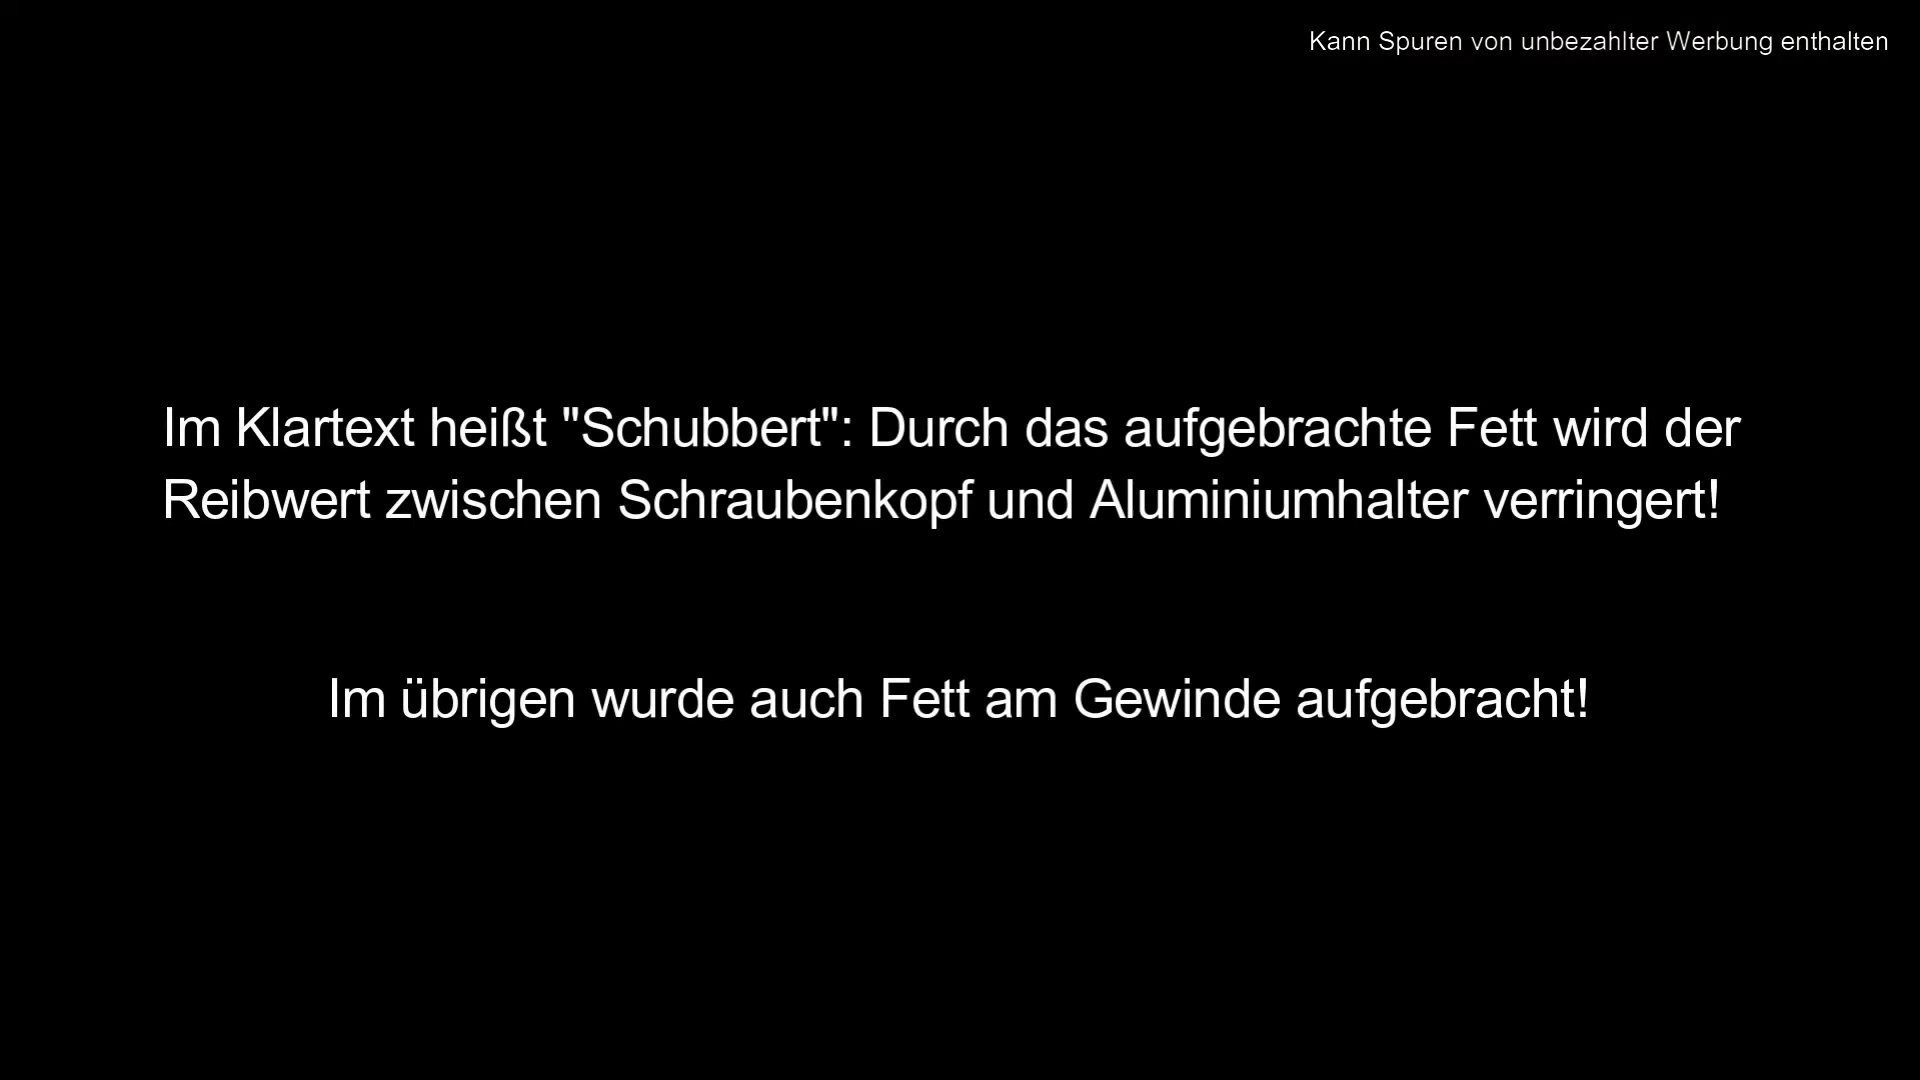 Kann Spuren von unbezahlter Werbung enthalten
Im Klartext heißt "Schubbert": Durch das aufgebrachte Fett wird der
Reibwert zwischen Schraubenkopf und Aluminiumhalter verringert!
Im übrigen wurde auch Fett am Gewinde aufgebracht!